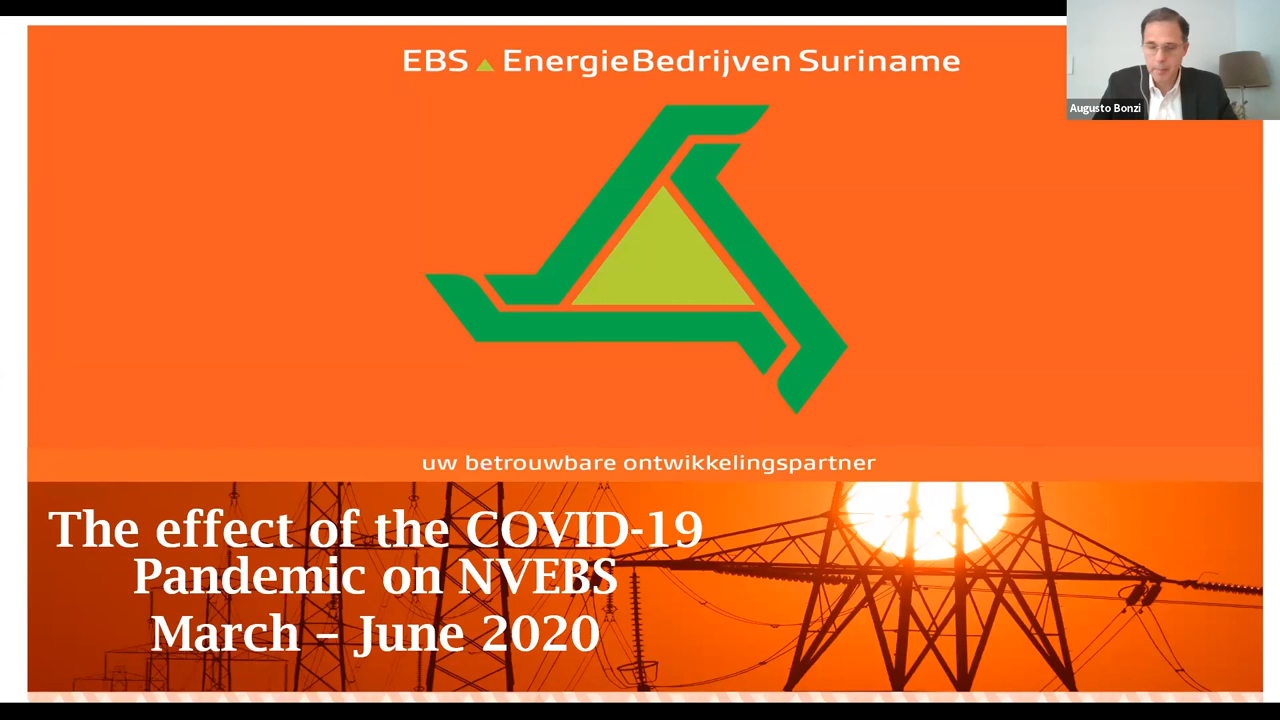 EBS EnergieBedrijven Suriname
Augusto Bonzi
uw betrouwbare ontwikkelingspartner
The effect of the COVID-19
Pandemic on NVEBS
March – June 2020